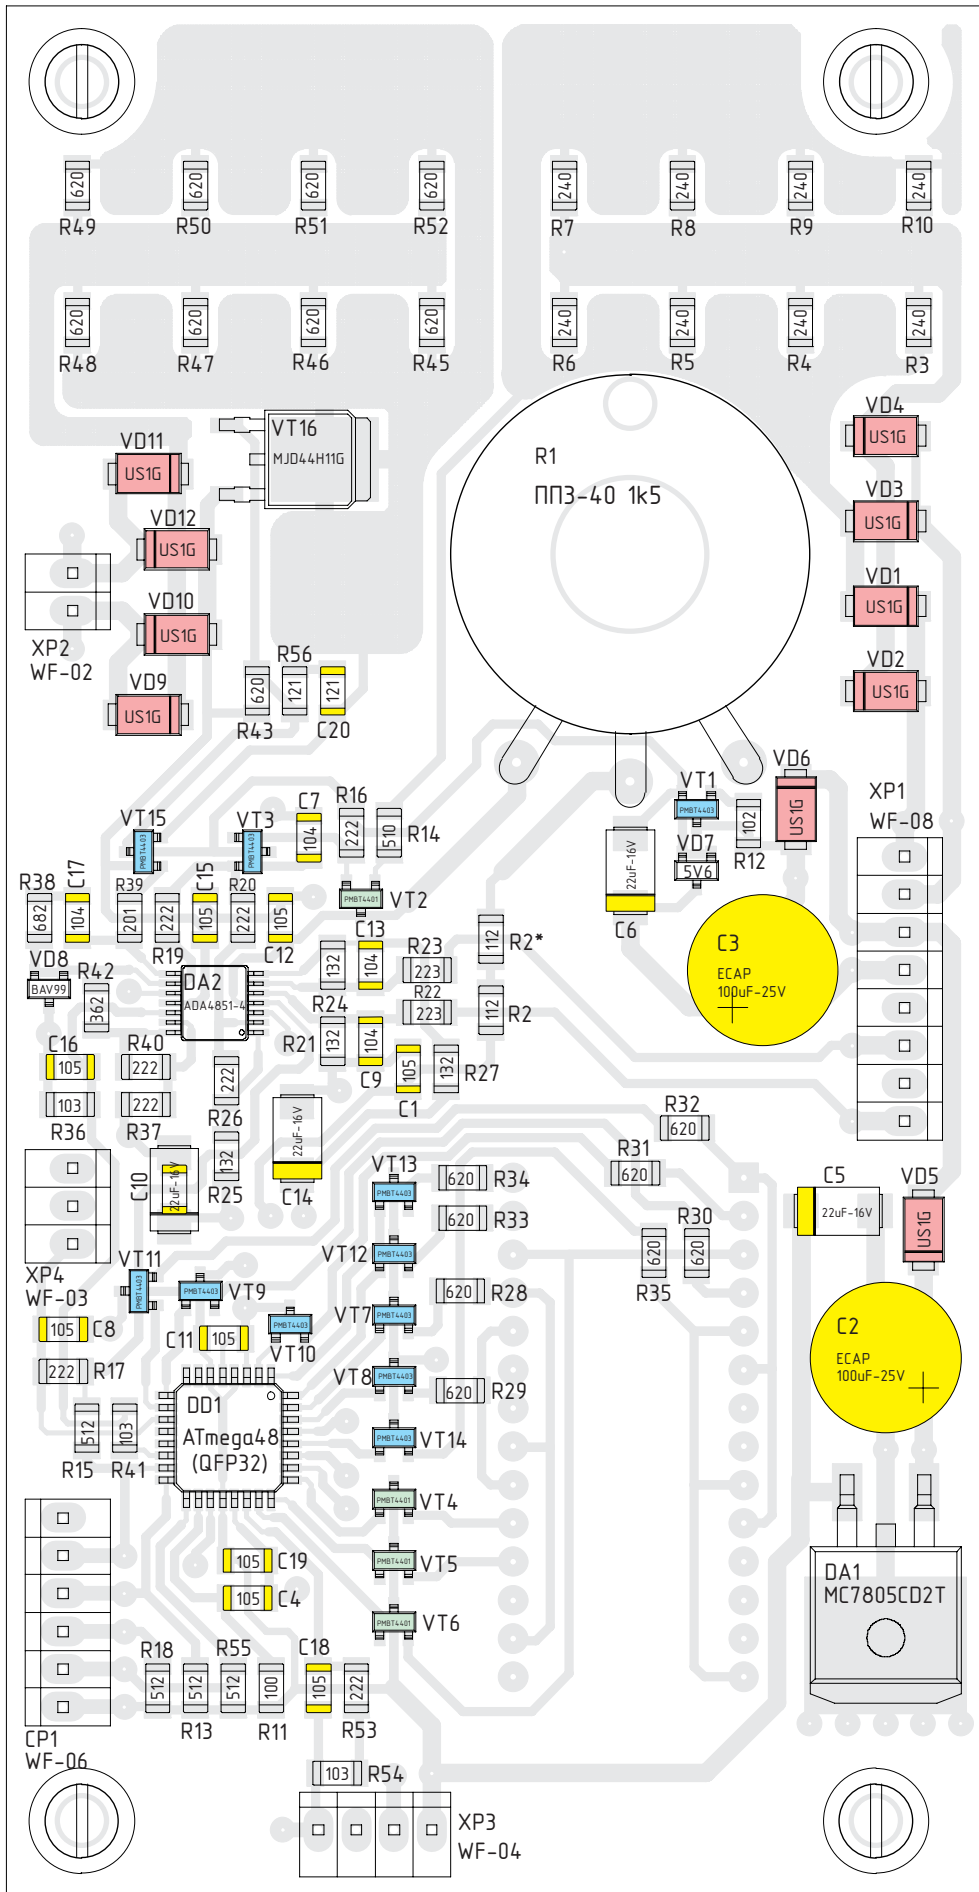 620 620 620 620 240 240 240 240
R49 R50 R51 R52 R7 R8 R9 R10
620 620 620 620 240 240 240 240
R48 R47 R46 R45 R6 R5 R4 R3
VD4
US1G
VT16
MJD44H11G
VD11
US1G
R1
ПП3-40 1k5
VD3
US1G
VD12
US1G
VD1
US1G
VD10
US1G
XP2
WF-02
VD2
US1G
VD9
US1G
R56
620 121 121
R43 C20
VD6
US1G
VT1
PMBT4403
XP1
WF-08
102
R12
VD7
5V6
22uF-16V
C6
VT15
PMBT4403
VT3
PMBT4403
C7
104
R16
222
510
R14
VT2
PMBT4401
R38 C17 R39 C15 R20
682 104 201 222 105 222 105
R19 C12
C13
132 104
R24
R23
223
R22
223
112
R2*
112
R2
C3
ECAP
100uF-25V
VD8
BAV99
R42
362
DA2
ADA4851-4
R21
132 104
C9
105
C1
132
R27
C16
105
R40
222
103
R36
222
R37
222
R26
132
R25
22uF-16V
C14
C10
22uF-16V
R32
620
R31
620
VT13
PMBT4403
620
R34
620
R33
C5
22uF-16V
VD5
US1G
XP4
WF-03
VT11
PMBT4403
PMBT4403
VT9
VT12
PMBT4403
R30
620 620
R35
620
R28
VT7
PMBT4403
105
C8
C11
105
PMBT4403
VT10
C2
ECAP
100uF-25V
222
R17
VT8
PMBT4403
620
R29
DD1
ATmega48
(QFP32)
512 103
R15 R41
PMBT4403
VT14
PMBT4401
VT4
105
C19
PMBT4401
VT5
105
C4
PMBT4401
VT6
DA1
MC7805CD2T
R18 R55 C18
512 512 512 100 105 222
R13 R11 R53
CP1
WF-06
103
R54
XP3
WF-04